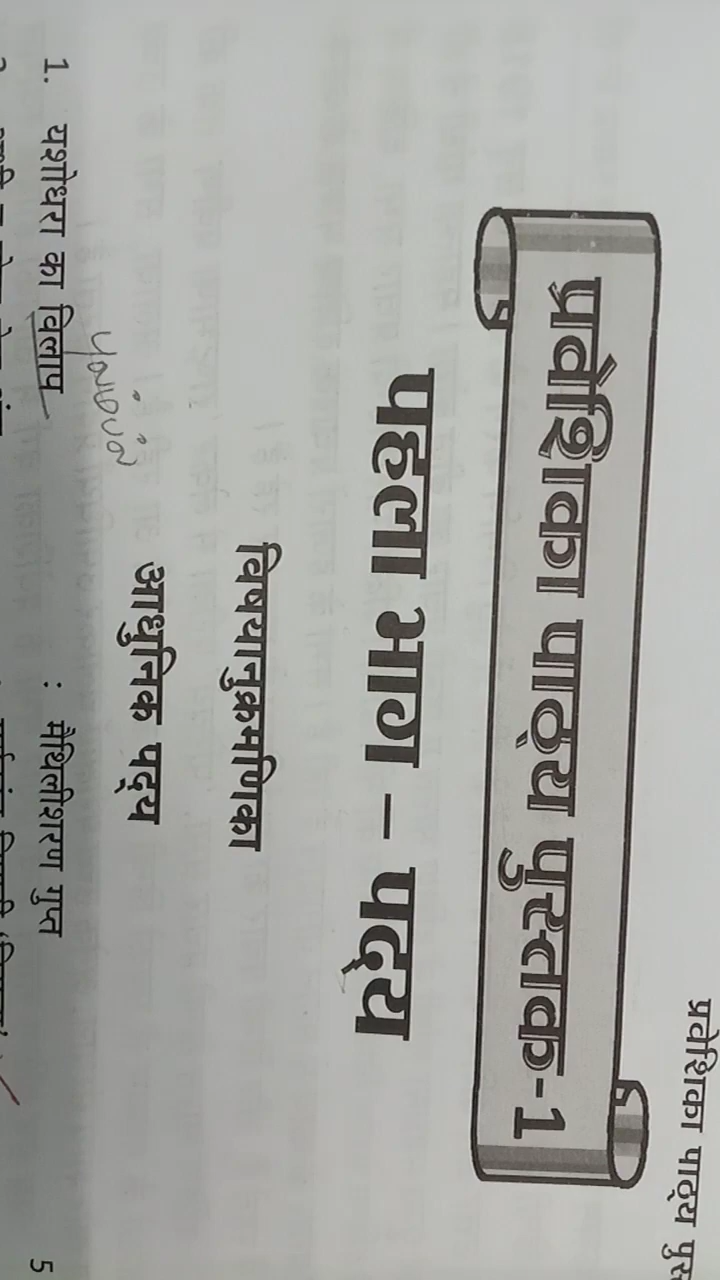 प्रवेशिका पाठ्य
प्रवेशिका पाठ्य पुस्तक-1
पहला भाग – पद्य
विषयानुक्रमणिका
आधुनिक पद्य
1. यशोधरा का विलाप : मैथिलीशरण गुप्त 5